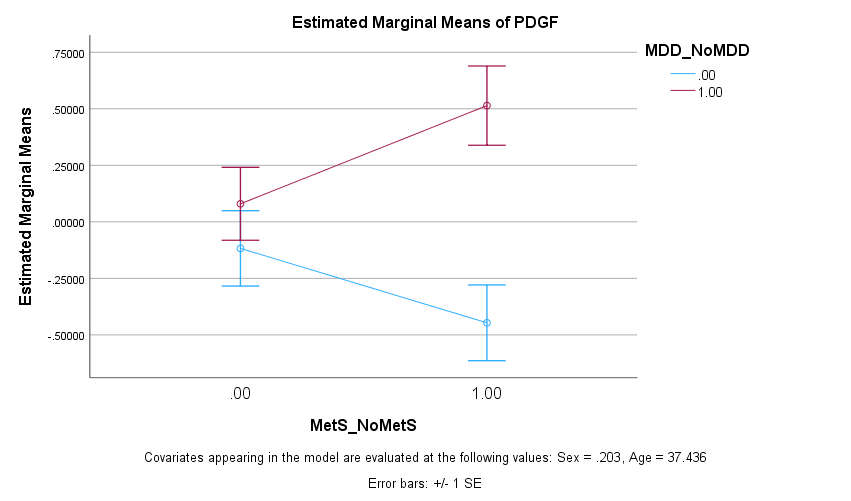 Estimated Marginal Means of PDGF
Estimated Marginal Means
.75000
.50000
.25000
.00000
-.25000
-.50000
.00
1.00
MetS_NoMetS
MDD_NoMDD
.00
1.00
Covariates appearing in the model are evaluated at the following values: Sex = .203, Age = 37.436
Error bars: +/- 1 SE